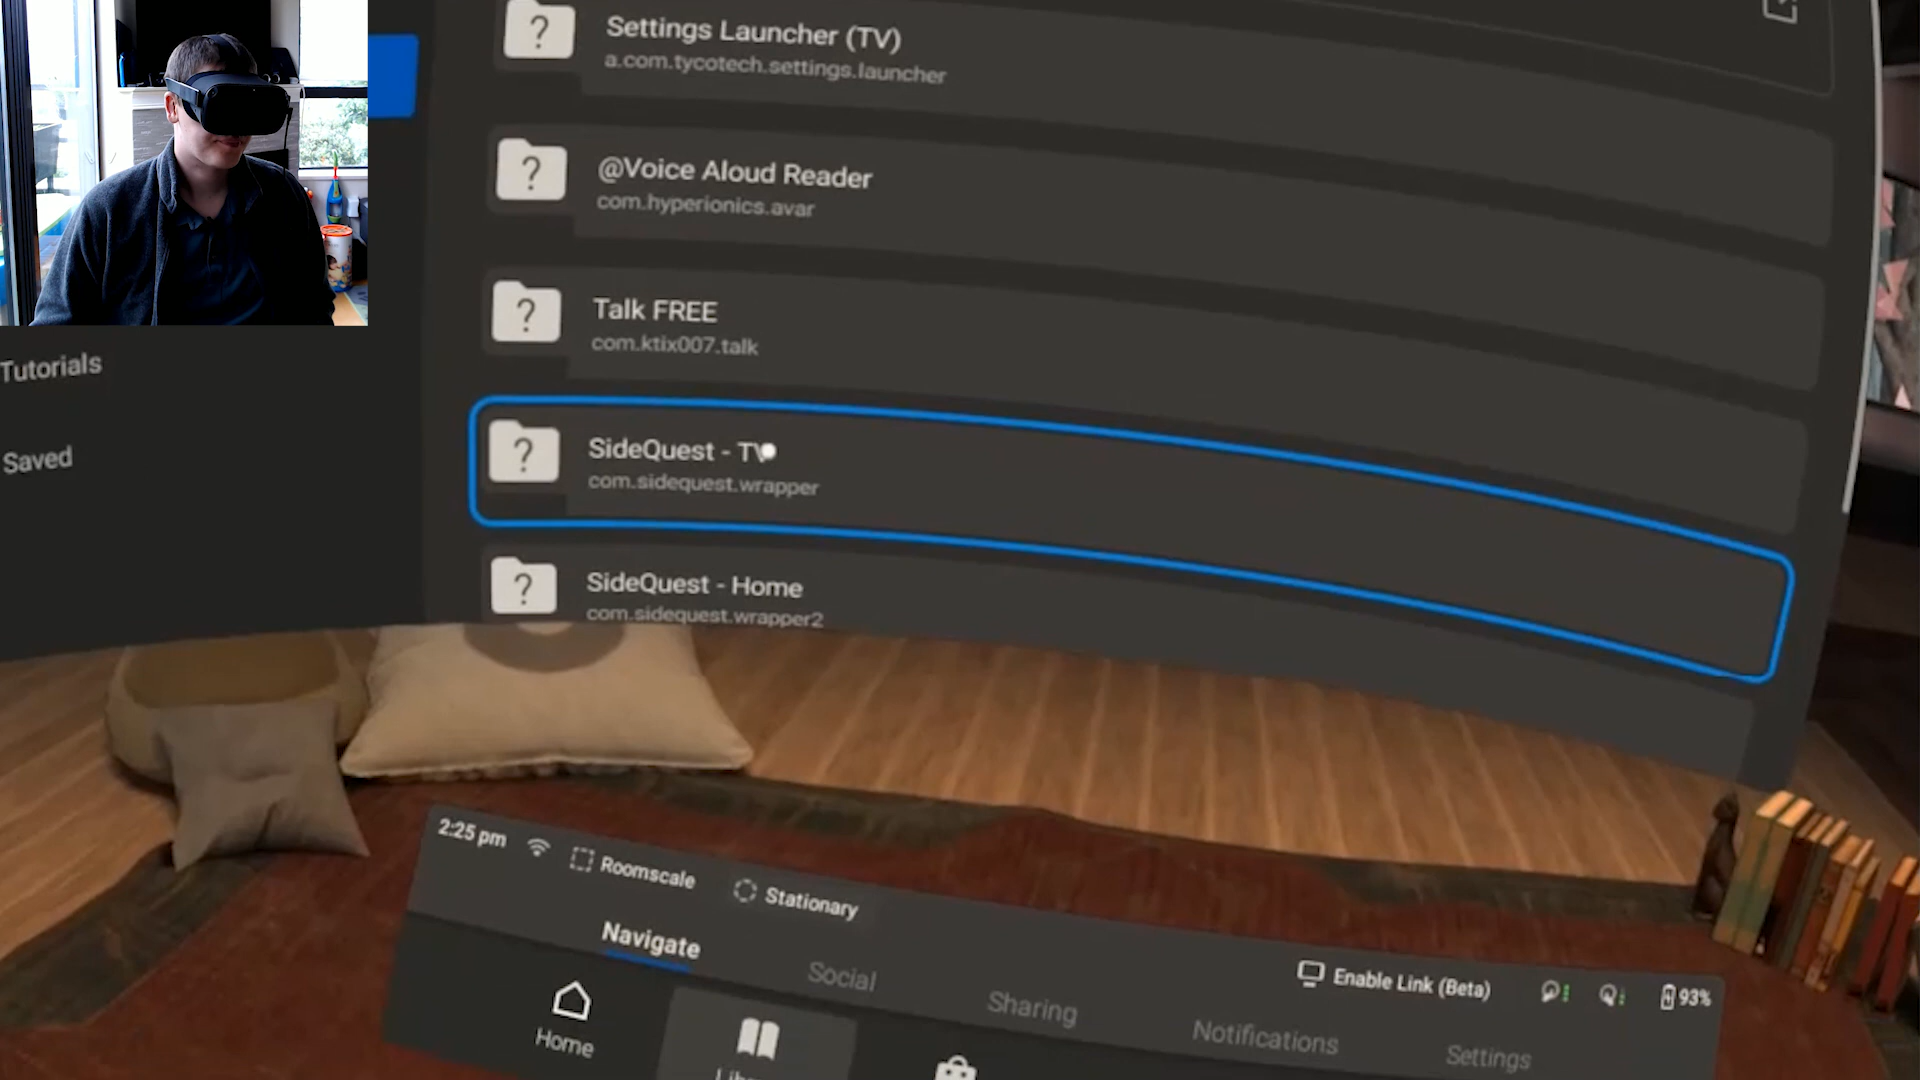 Settings Launcher (TV)
a.com.tycotech.settings.launcher
@Voice Aloud Reader
com.hyperionics.avar
Talk FREE
com.ktix007.talk
SideQuest - TV
com.sidequest.wrapper
SideQuest - Home
com.sidequest.wrapper2
Tutorials
Saved
2:25 pm
Roomscale
Stationary
Navigate
Social
Sharing
Notifications
Settings
Enable Link (Beta)
93%
Home